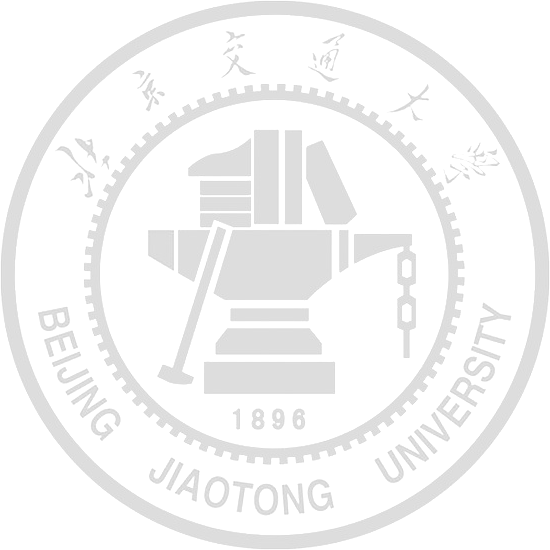 北京交通大学
1896
BEIJING JIAOTONG UNIVERSITY